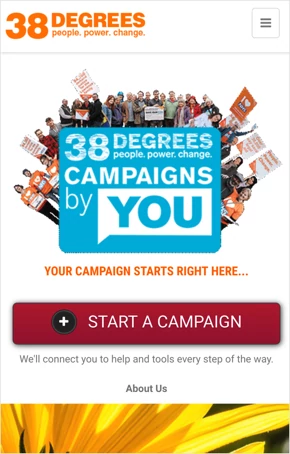 38 DEGREES
people. power. change.
38 DEGREES
people. power. change.
CAMPAIGNS
by YOU
YOUR CAMPAIGN STARTS RIGHT HERE...
START A CAMPAIGN
We'll connect you to help and tools every step of the way.
About Us